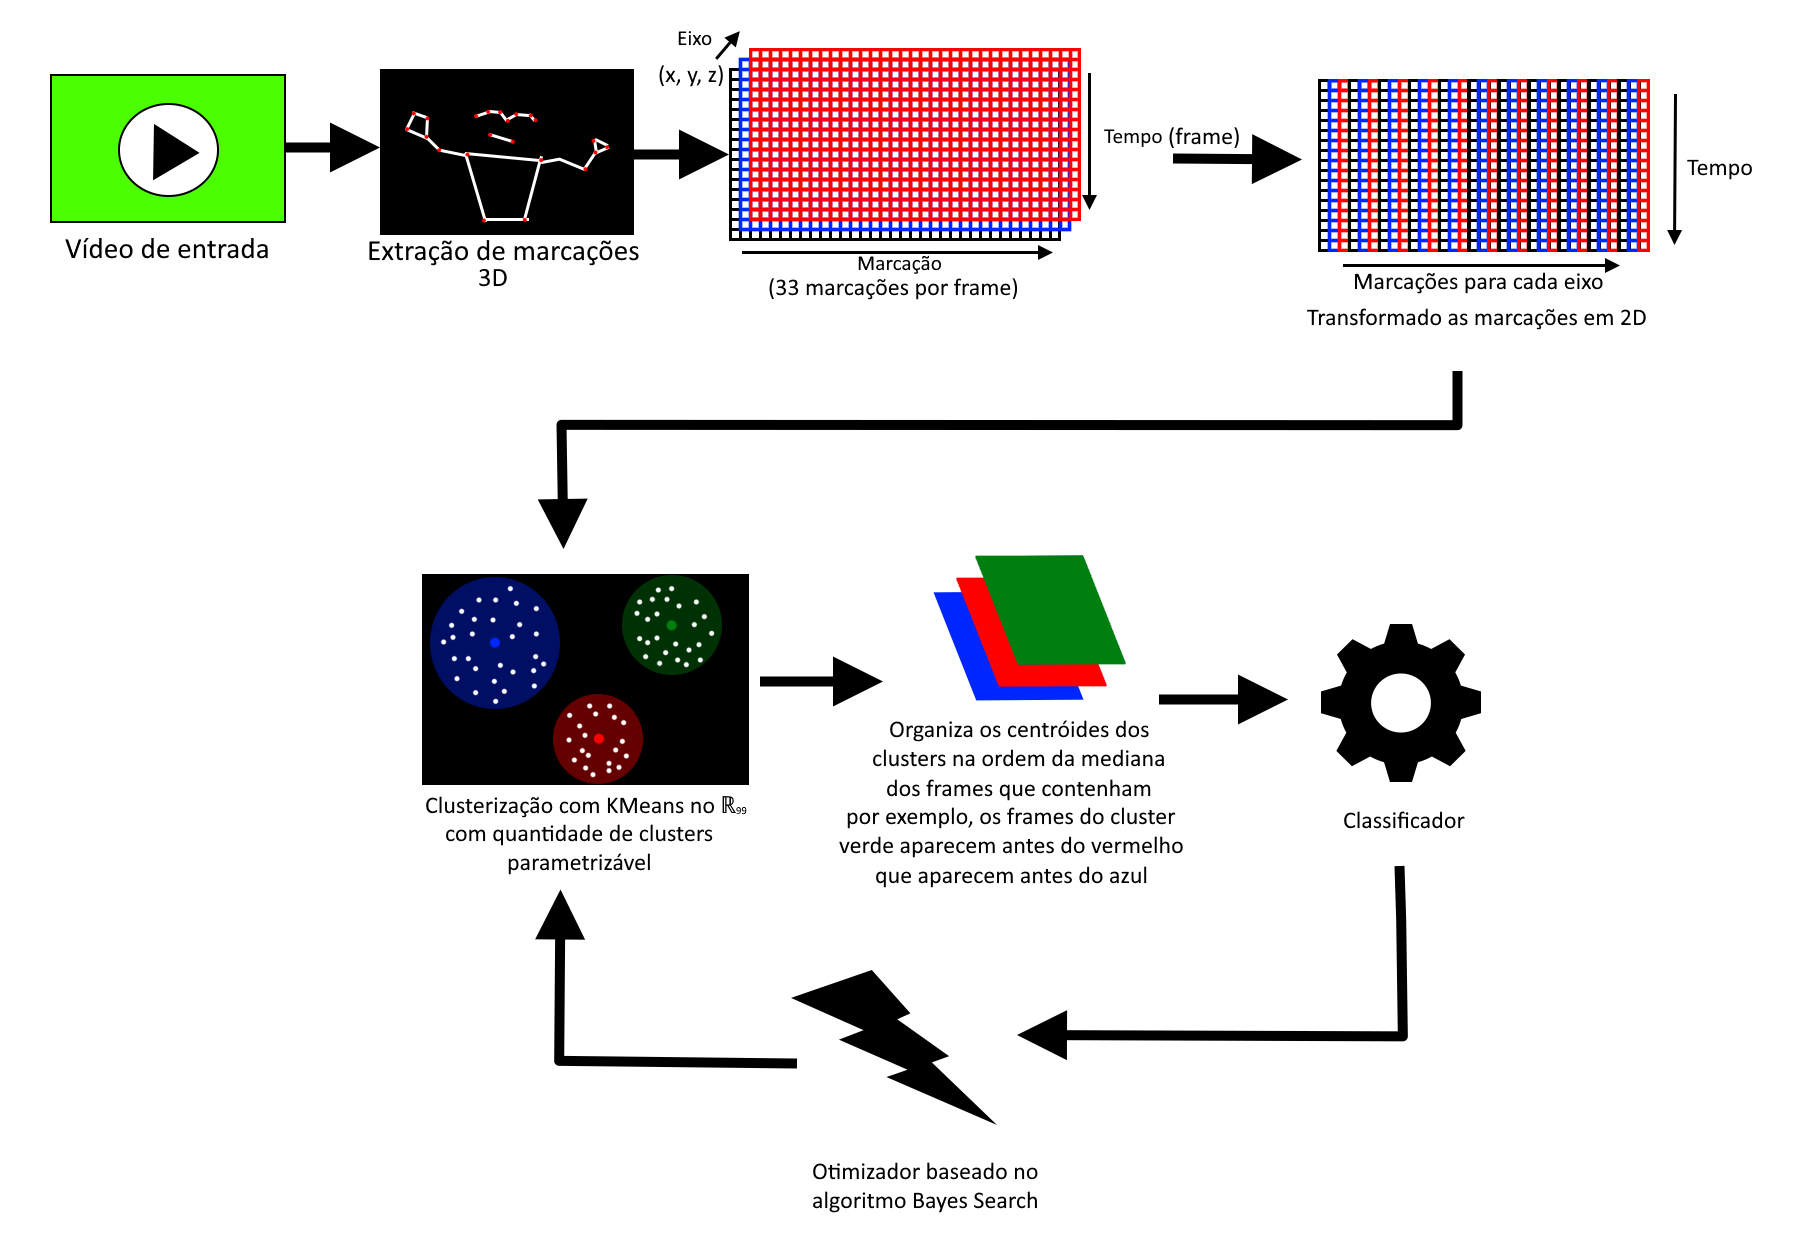 Vídeo de entrada
Extração de marcações
3D
Eixo
(x, y, z)
Tempo (frame)
Marcação
(33 marcações por frame)
Tempo
Marcações para cada eixo
Transformado as marcações em 2D
Clusterização com KMeans no ℝ₉₉
com quantidade de clusters
parametrizável
Organiza os centróides dos
clusters na ordem da mediana
dos frames que contenham
por exemplo, os frames do cluster
verde aparecem antes do vermelho
que aparecem antes do azul
Classificador
Otimizador baseado no
algoritmo Bayes Search